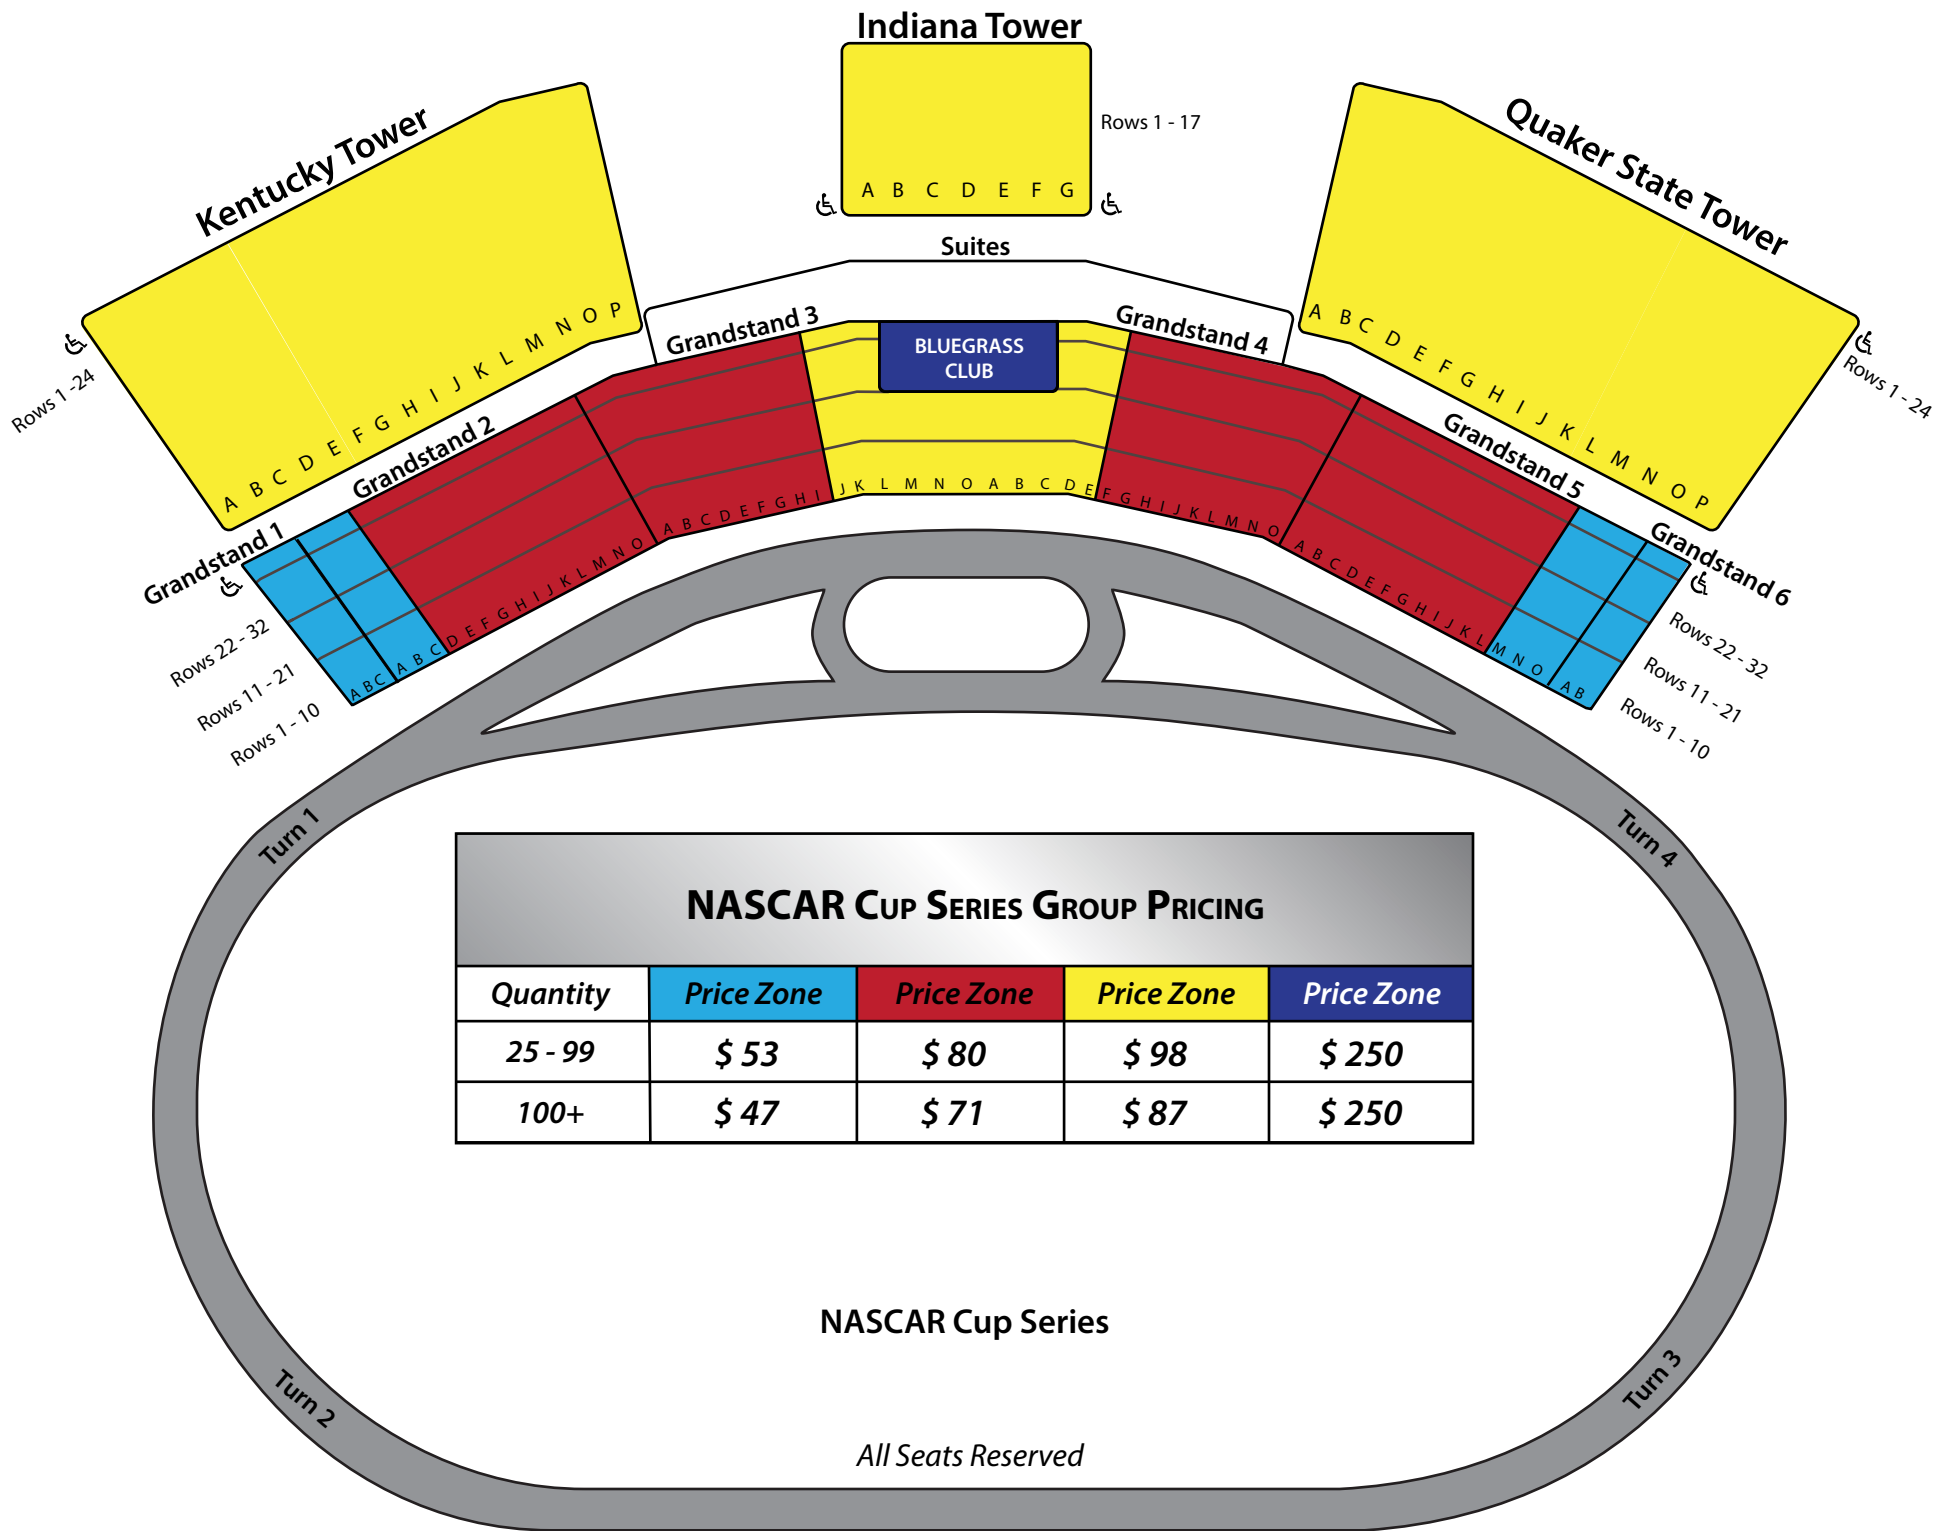 Indiana Tower
Rows 1 - 17
A B C D E F G
Kentucky Tower
Rows 1 -24
A B C D E F G H I J K L M N O P
Quaker State Tower
Rows 1 - 24
A B C D E F G H I J K L M N O P
Suites
Grandstand 1
Grandstand 2
Grandstand 3
BLUEGRASS
CLUB
Grandstand 4
Grandstand 5
Grandstand 6
A B C
A B C D E F G H I J K L M N O
A B C D E F G H I J K L M N O
A B C D E F G H I J K L M N O
A B C D E F G H I J K L M N O
A B
Rows 22 - 32
Rows 11 - 21
Rows 1 - 10
Rows 22 - 32
Rows 11 - 21
Rows 1 - 10
Turn 1
Turn 4
NASCAR CUP SERIES GROUP PRICING
Quantity Price Zone Price Zone Price Zone Price Zone
25 - 99 $ 53 $ 80 $ 98 $ 250
100+ $ 47 $ 71 $ 87 $ 250
NASCAR Cup Series
Turn 2
Turn 3
All Seats Reserved